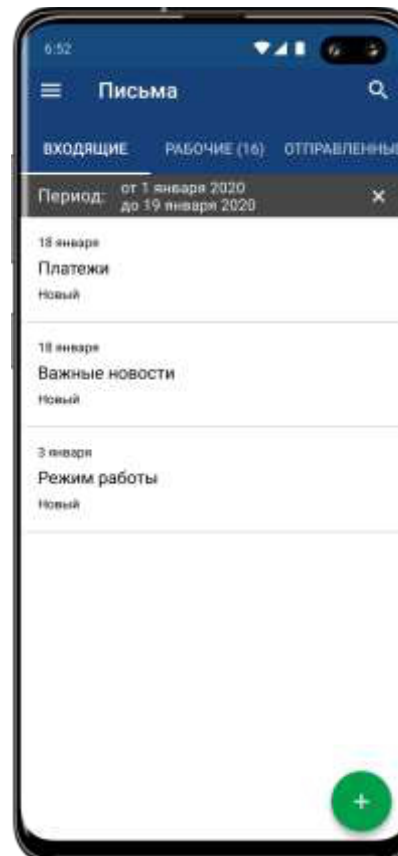 6:52
Письма
ВХОДЯЩИЕ РАБОЧИЕ (16) ОТПРАВЛЕННЫ
Период: от 1 января 2020
до 19 января 2020
18 января
Платежи
Новый
18 января
Важные новости
Новый
3 января
Режим работы
Новый